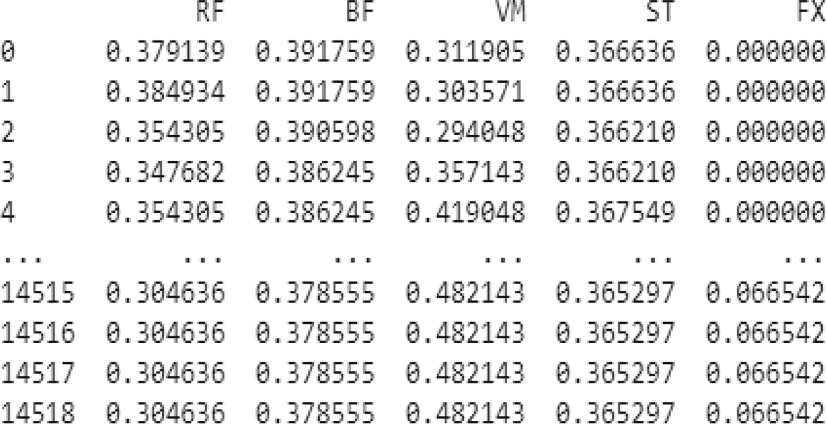 RF BF VM ST FX
0 0.379139 0.391759 0.311905 0.366636 0.000000
1 0.384934 0.391759 0.303571 0.366636 0.000000
2 0.354305 0.390598 0.294048 0.366210 0.000000
3 0.347682 0.386245 0.357143 0.366210 0.000000
4 0.354305 0.386245 0.419048 0.367549 0.000000
... ... ... ... ... ...
14515 0.304636 0.378555 0.482143 0.365297 0.066542
14516 0.304636 0.378555 0.482143 0.365297 0.066542
14517 0.304636 0.378555 0.482143 0.365297 0.066542
14518 0.304636 0.378555 0.482143 0.365297 0.066542